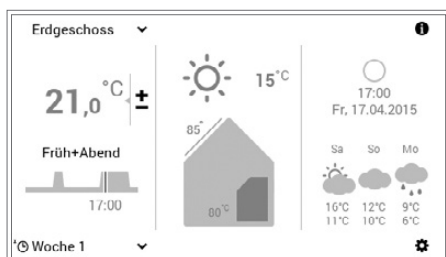 Erdgeschoss
21,0 °C ±
Früh+Abend
17:00
Woche 1
15°C
85°
80°C
17:00
Fr, 17.04.2015
Sa So Mo
16°C 12°C 9°C
11°C 10°C 6°C